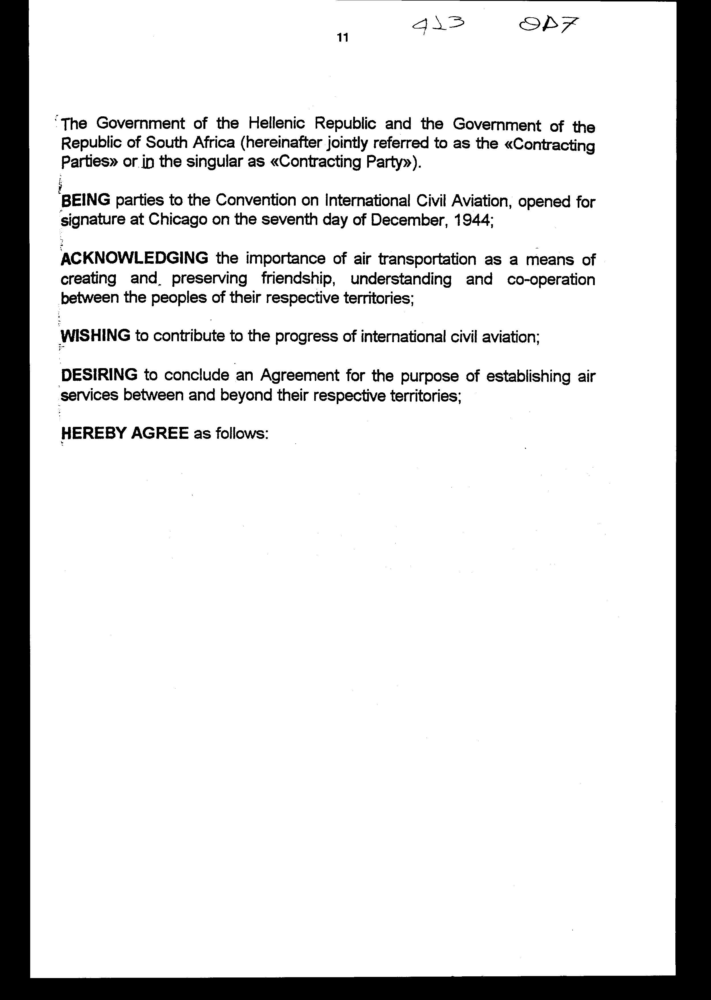 11
The Government of the Hellenic Republic and the Government of the
Republic of South Africa (hereinafter jointly referred to as the «Contracting
Parties» or in the singular as «Contracting Party»).
BEING parties to the Convention on International Civil Aviation, opened for
signature at Chicago on the seventh day of December, 1944;
ACKNOWLEDGING the importance of air transportation as a means of
creating and preserving friendship, understanding and co-operation
between the peoples of their respective territories;
WISHING to contribute to the progress of international civil aviation;
DESIRING to conclude an Agreement for the purpose of establishing air
services between and beyond their respective territories;
HEREBY AGREE as follows: